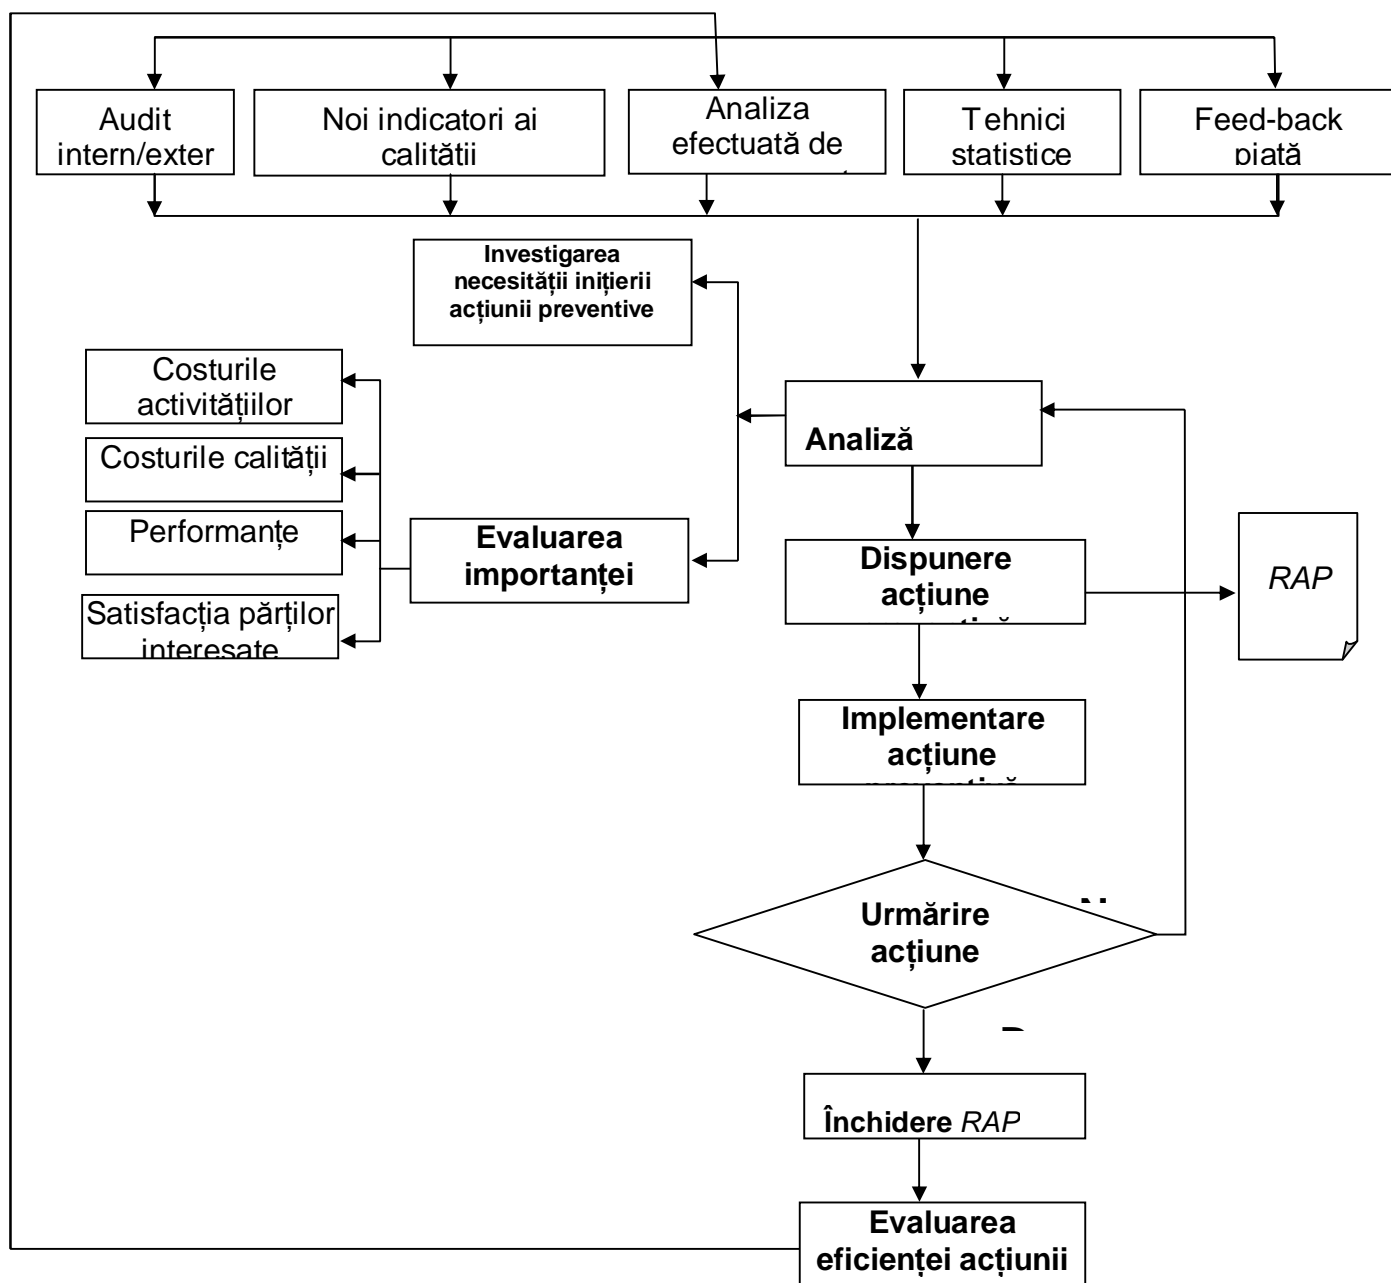 Audit
intern/exter
Noi indicatori ai
calității
Analiza
efectuată de
Tehnici
statistice
Feed-back
piață
Investigarea
necesității inițierii
acțiunii preventive
Costurile
activitățiilor
Costurile calității
Performanțe
Satisfacția părților
interesate
Evaluarea
importanței
Analiză
Dispunere
acțiune
RAP
Implementare
acțiune
preventivă
Urmărire
acțiune
Închidere RAP
Evaluarea
eficienței acțiunii